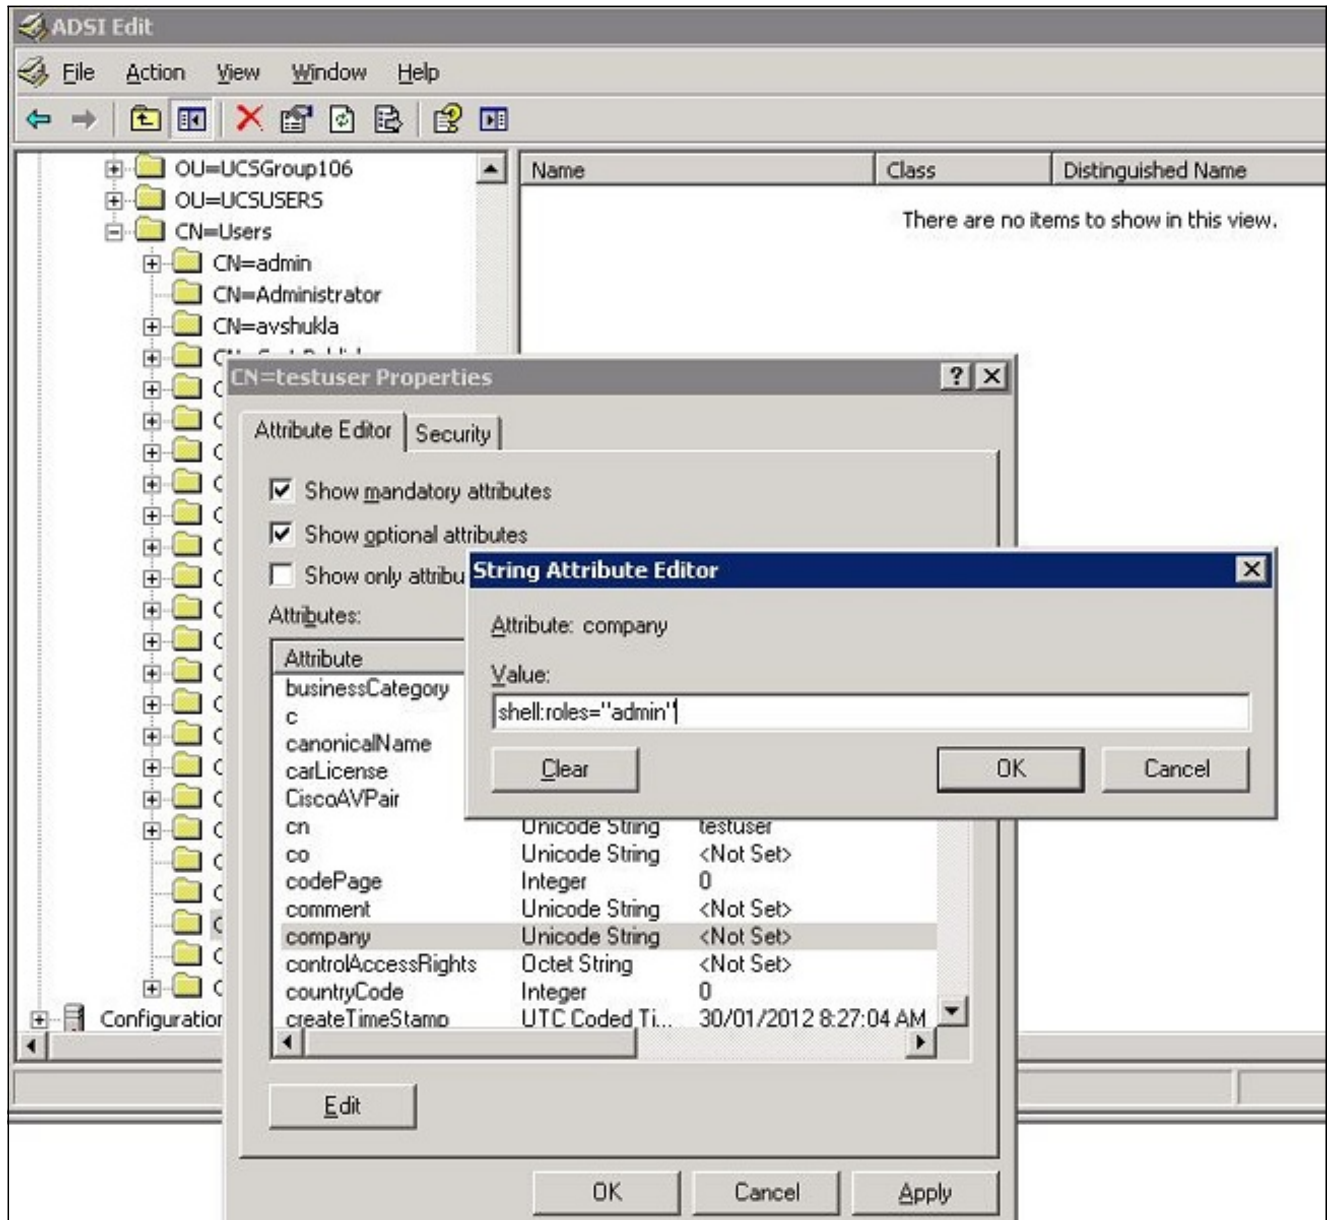 ADSI Edit
File Action View Window Help
OU=UCSGroup106
OU=UCSUSERS
CN=Users
CN=admin
CN=Administrator
CN=avshukla
Configuration
Name Class Distinguished Name
There are no items to show in this view.
CN=testuser Properties
Attribute Editor Security
Show mandatory attributes
Show optional attributes
Show only attribu
Attributes:
Attribute
businessCategory
c
canonicalName
carLicense
CiscoAVPair
cn Unicode String testuser
co Unicode String <Not Set>
codePage Integer 0
comment Unicode String <Not Set>
company Unicode String <Not Set>
controlAccessRights Octet String <Not Set>
countryCode Integer 0
createTimeStamp UTC Coded Ti... 30/01/2012 8:27:04 AM
Edit
OK Cancel Apply
String Attribute Editor
Attribute: company
Value:
shell:roles="admin"
Clear OK Cancel